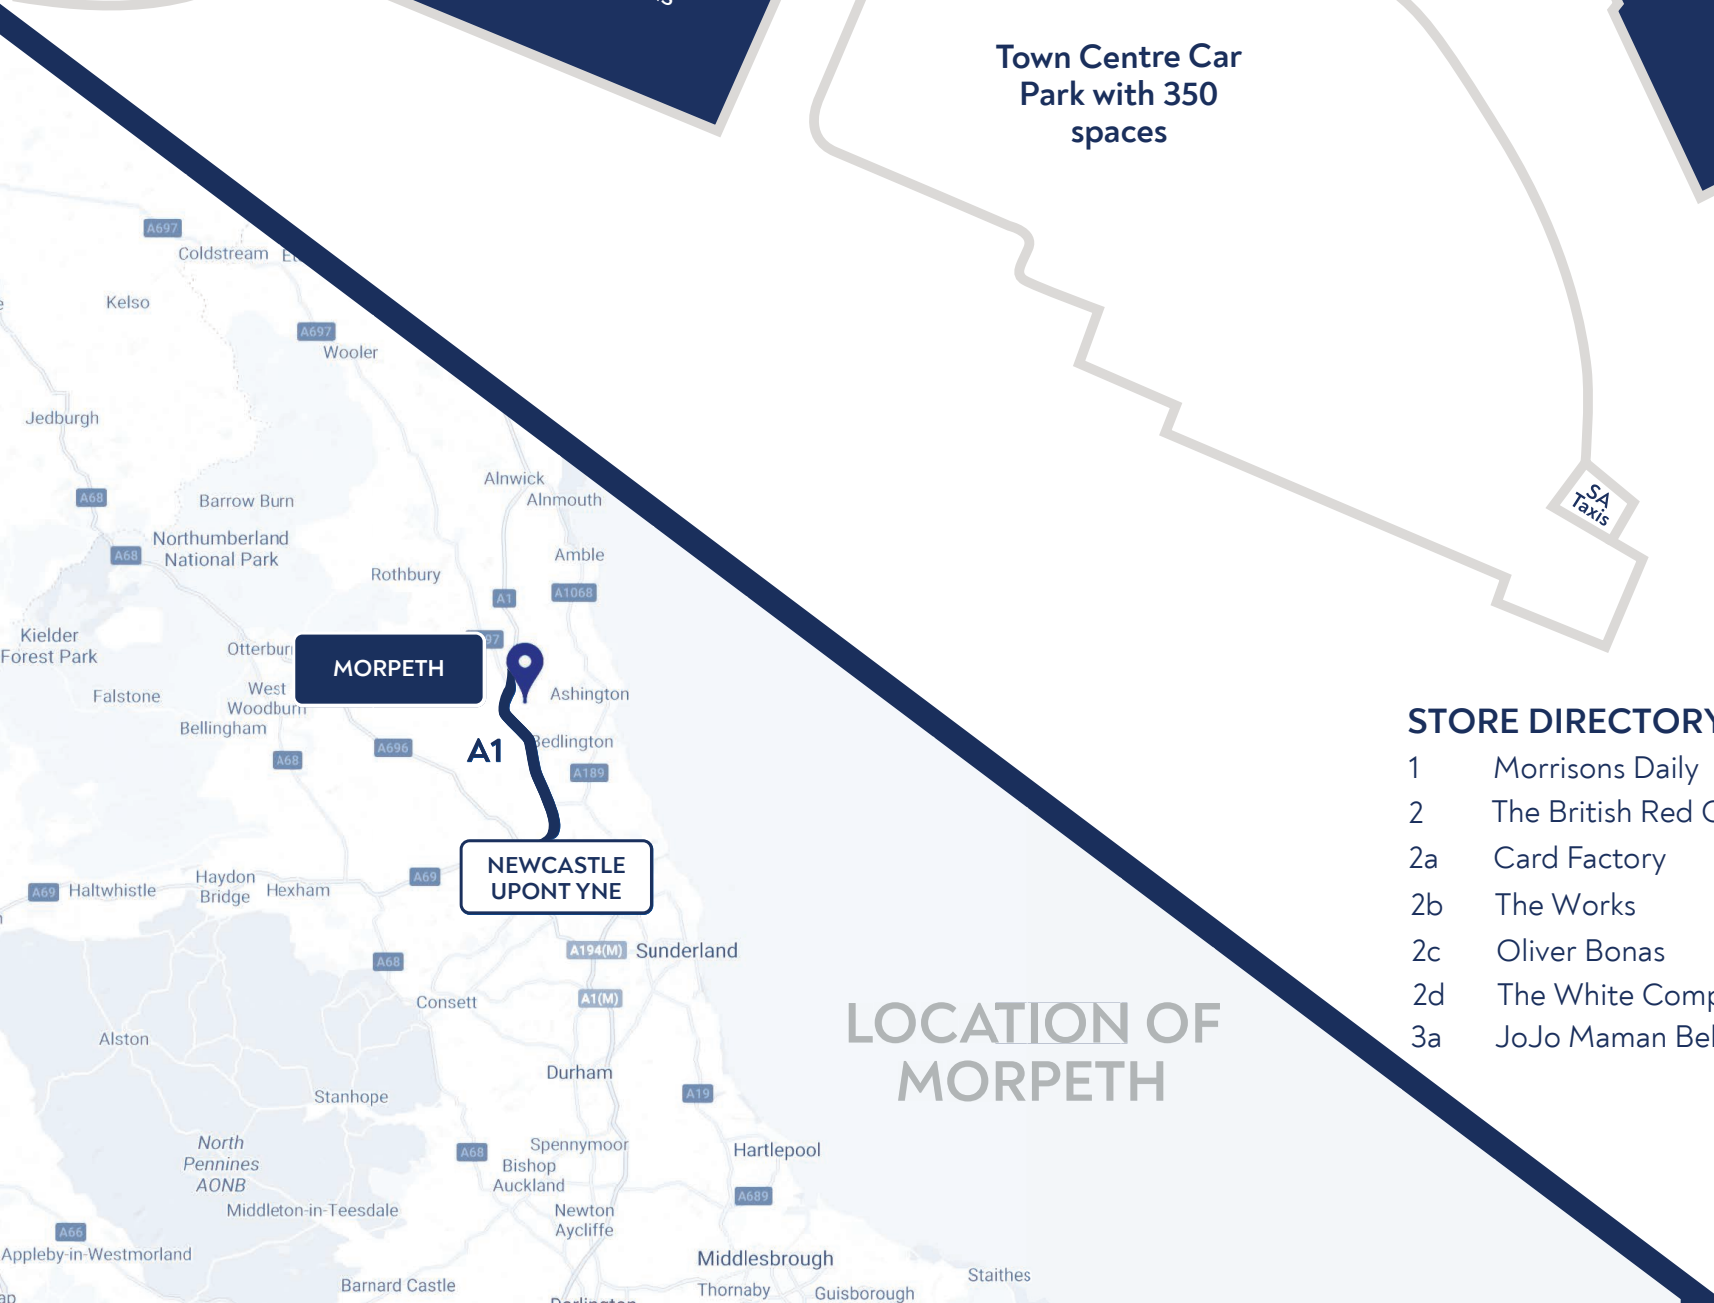 Town Centre Car
Park with 350
spaces
A697
Coldstream
Kelso
A697
Wooler
Jedburgh
Alnwick
A68
Barrow Burn
Alnmouth
SA
Taxis
Northumberland
National Park
A68
Amble
Rothbury
A1
A1068
Kielder
Forest Park
Otterburn
MORPETH
West
Woodburn
Falstone
Ashington
Bellingham
A68
A696
A1
Bedlington
A189
STORE DIRECTORY
1 Morrisons Daily
2 The British Red
2a Card Factory
2b The Works
2c Oliver Bonas
2d The White
3a JoJo Maman
NEWCASTLE
UPONT YNE
A69
Haltwhistle
Haydon
Bridge
Hexham
A69
A194(M)
Sunderland
A68
Consett
A1(M)
LOCATION OF
MORPETH
Alston
Durham
Stanhope
A19
North
Pennines
AONB
A68
Spennymoor
Bishop
Auckland
Hartlepool
A689
Middleton-in-Teesdale
Newton
Aycliffe
A66
Appleby-in-Westmorland
Middlesbrough
Barnard Castle
Thornaby
Guisborough
Staithes
Darlington